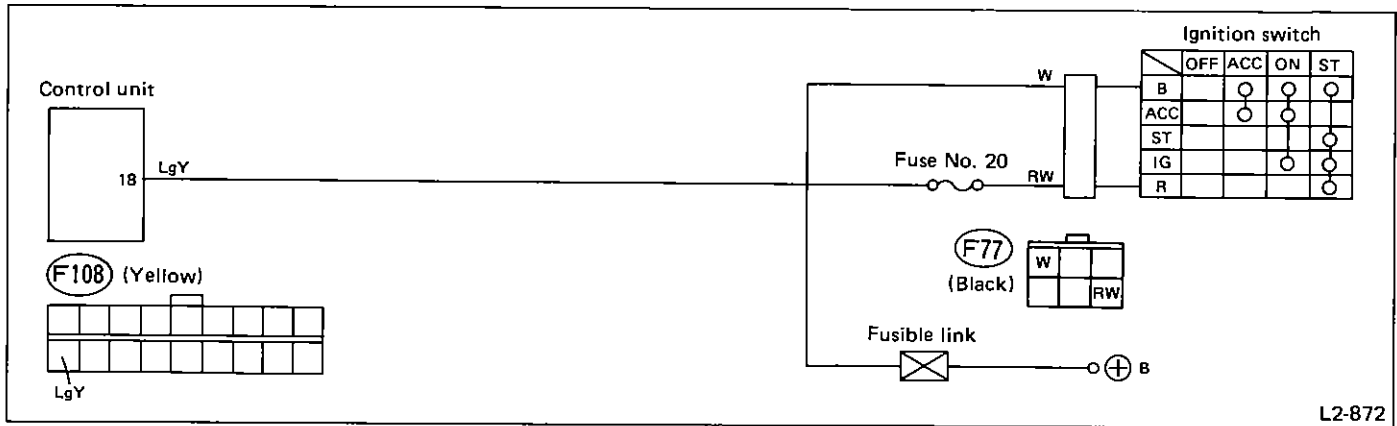 Ignition switch
OFF ACC ON ST
B
ACC
ST
IG
R
W
Control unit
18
LgY
Fuse No. 20
RW
F108 (Yellow)
LgY
F77
(Black)
W
RW
Fusible link
B
L2-872